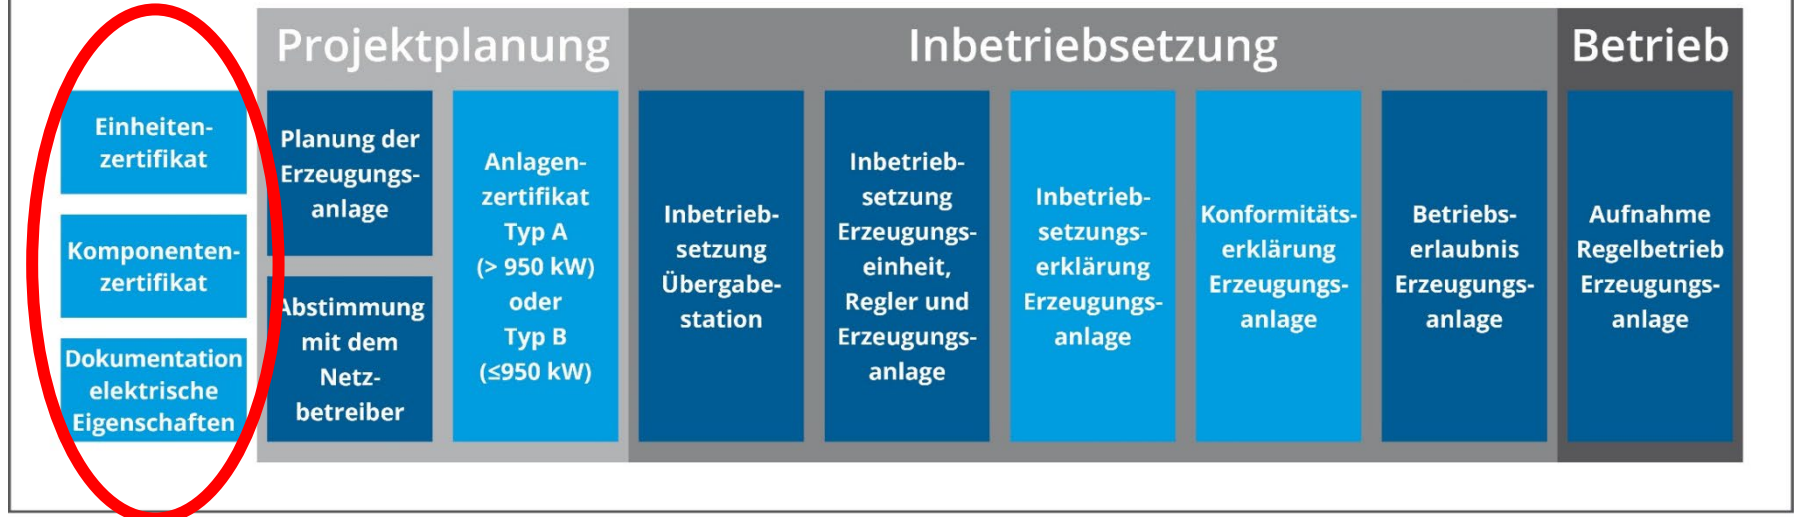 Projektplanung
Inbetriebsetzung
Betrieb
Einheiten-
zertifikat
Komponenten-
zertifikat
Dokumentation
elektrische
Eigenschaften
Planung der
Erzeugungs-
anlage
Abstimmung
mit dem
Netz-
betreiber
Anlagen-
zertifikat
Typ A
(> 950 kW)
oder
Typ B
(≤950 kW)
Inbetrieb-
setzung
Übergabe-
station
Inbetrieb-
setzung
Erzeugungs-
einheit,
Regler und
Erzeugungs-
anlage
Inbetrieb-
setzungs-
erklärung
Erzeugungs-
anlage
Konformitäts-
erklärung
Erzeugungs-
anlage
Betriebs-
erlaubnis
Erzeugungs-
anlage
Aufnahme
Regelbetrieb
Erzeugungs-
anlage